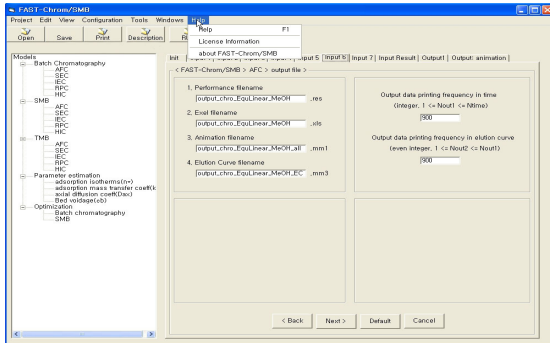 FAST-Chrom/SMB
Project Edit View Configuration Tools Windows Help
Open Save Print Description
Help F1
License Information
about FAST-Chrom/SMB
Models
Batch Chromatography
AFC
SEC
IEC
RPC
HIC
SMB
AFC
SEC
IEC
RPC
HIC
TMB
AFC
SEC
IEC
RPC
HIC
Parameter estimation
adsorption isotherms(n*)
adsorption mass transfer coeff(k
axial diffusion coeff(Dax)
Bed voidage(εb)
Optimization
Batch chromatography
SMB
Init Input 5 Input 6 Input 7 Input Result Output1 Output: animation
< FAST-Chrom/SMB > AFC > output file >
1. Performance filename
output_chro_EquLinear_MeOH .res
2. Exel filename
output_chro_EquLinear_MeOH .xls
3. Animation filename
output_chro_EquLinear_MeOH_all .mm1
4. Elution Curve filename
output_chro_EquLinear_MeOH_EC .mm3
Output data printing frequency in time
(integer, 1 <= Nout1 <= Ntime)
900
Output data printing frequency in elution curve
(even integer, 1 <= Nout2 <= Nout1)
900
< Back Next > Default Cancel